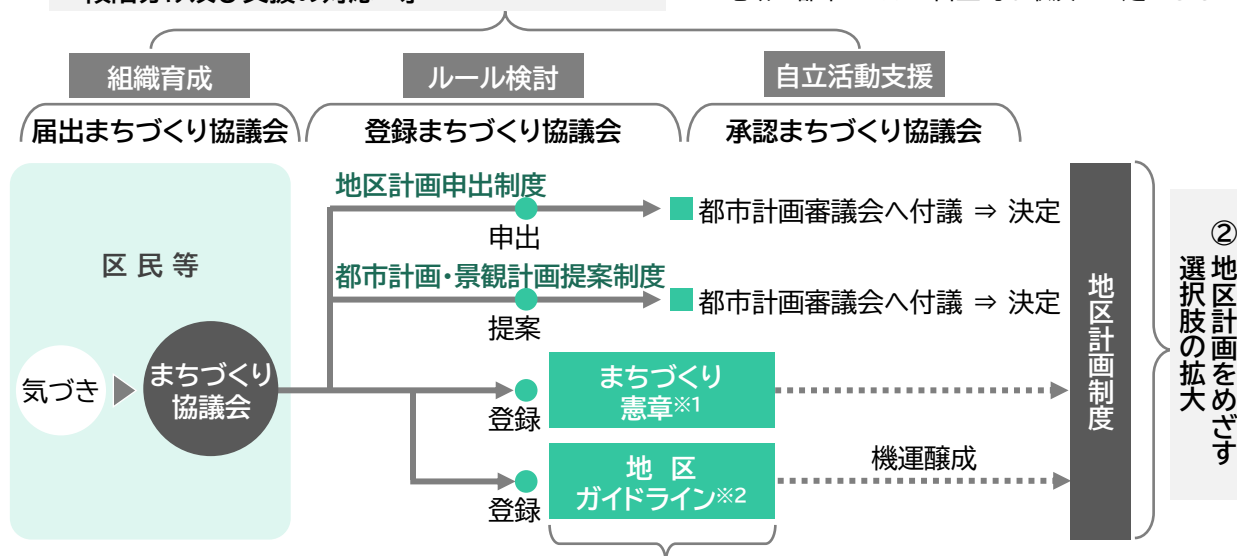 組織育成
ルール検討
自立活動支援
届出まちづくり協議会
登録まちづくり協議会
承認まちづくり協議会
区民等
気づき
まちづくり
協議会
地区計画申出制度
申出
都市計画審議会へ付議 ⇒ 決定
都市計画・景観計画提案制度
提案
都市計画審議会へ付議 ⇒ 決定
登録
まちづくり
憲章※1
登録
地 区
ガイドライン※2
機運醸成
地区計画制度
②地区計画をめざす
選択肢の拡大